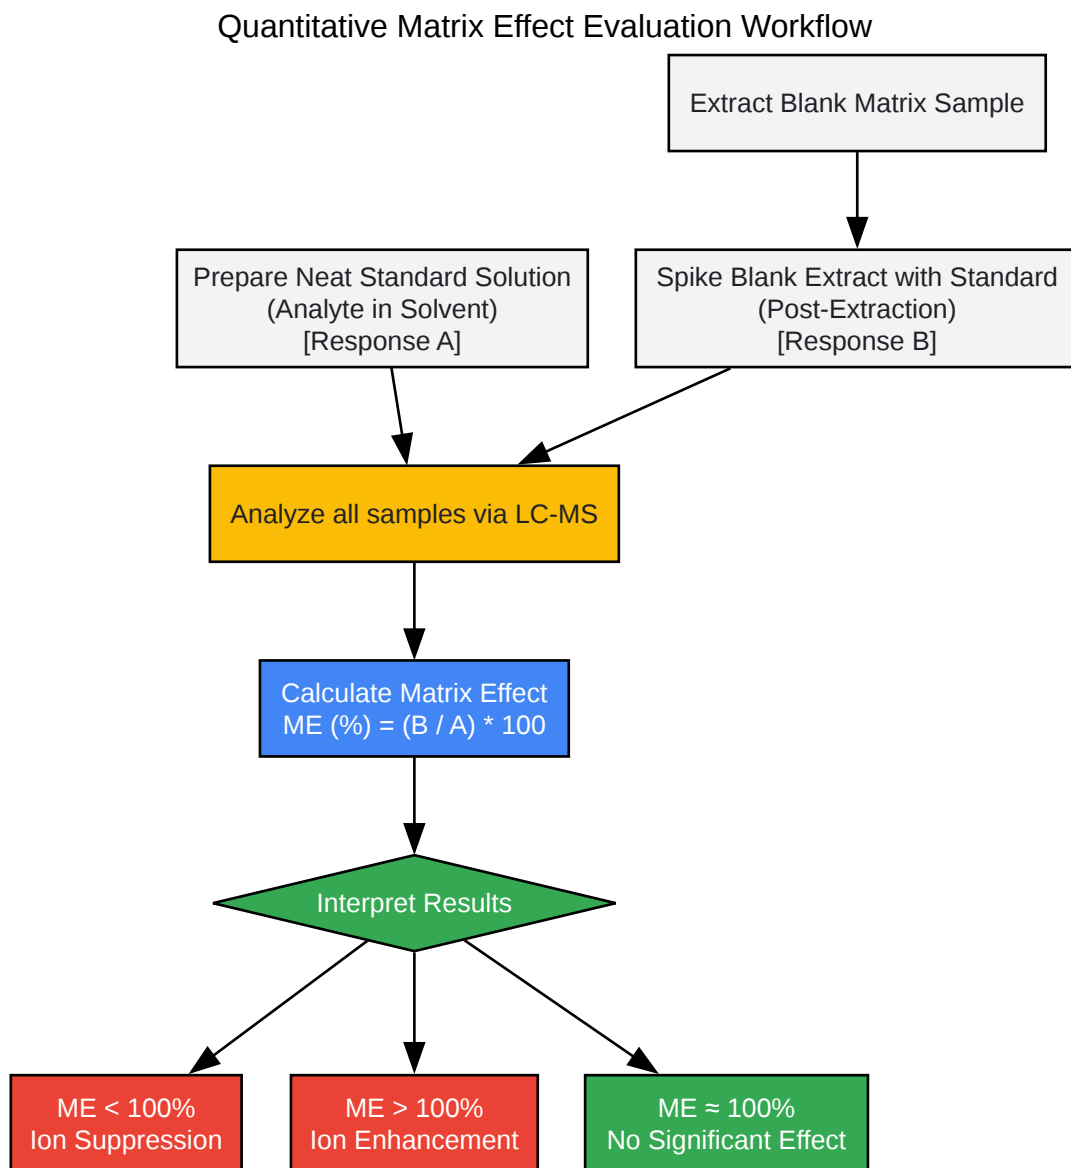 Quantitative Matrix Effect Evaluation Workflow
Extract Blank Matrix Sample
Prepare Neat Standard Solution
(Analyte in Solvent)
[Response A]
Spike Blank Extract with Standard
(Post-Extraction)
[Response B]
Analyze all samples via LC-MS
Calculate Matrix Effect
ME (%) = (B / A) * 100
Interpret Results
ME < 100%
Ion Suppression
ME > 100%
Ion Enhancement
ME ≈ 100%
No Significant Effect